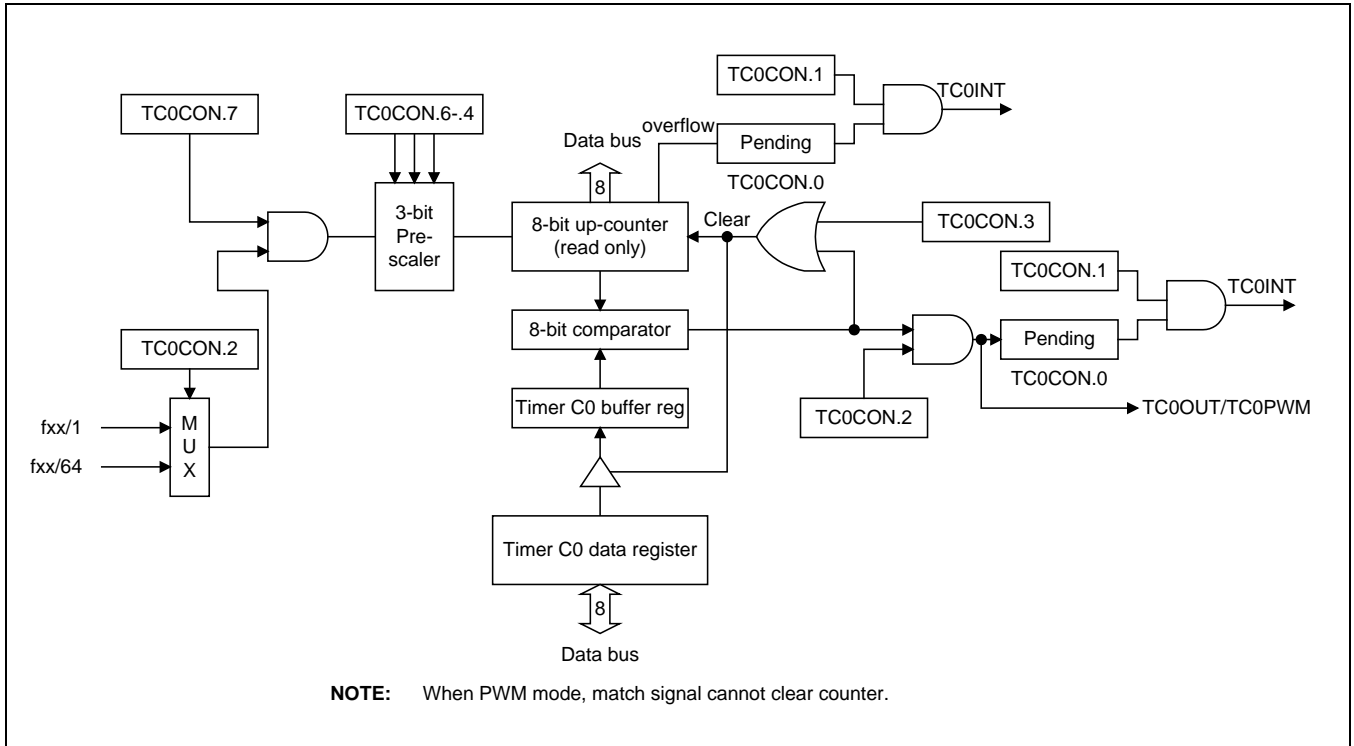 TC0CON.1
TC0INT
TC0CON.7
TC0CON.6-.4
overflow
Data bus
Pending
8
TC0CON.0
3-bit
Pre-
scaler
8-bit up-counter
(read only)
Clear
TC0CON.3
TC0CON.1
TC0INT
8-bit comparator
Pending
TC0CON.2
TC0CON.0
Timer C0 buffer reg
TC0CON.2
TC0OUT/TC0PWM
fxx/1
fxx/64
M
U
X
Timer C0 data register
8
Data bus
NOTE: When PWM mode, match signal cannot clear counter.